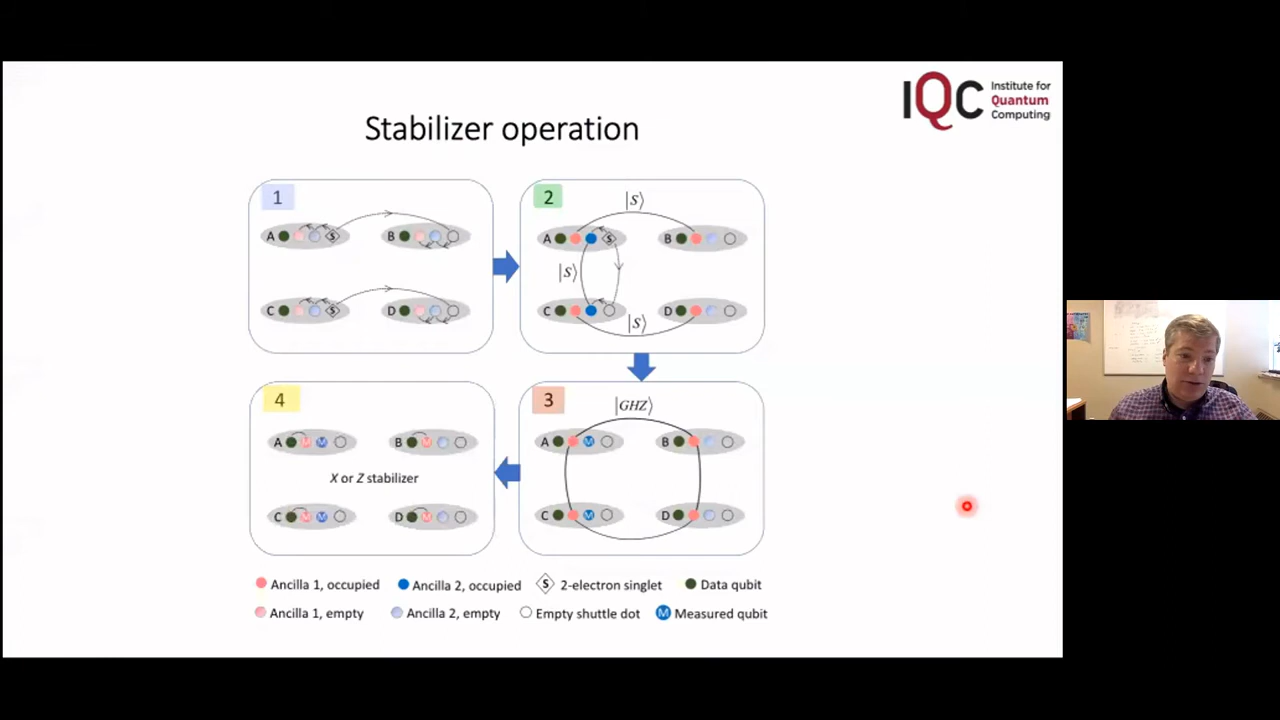 IQC
Institute for
Quantum
Computing
Stabilizer operation
1
A S B
C S D
2
|S⟩
A S B
|S⟩
C D
|S⟩
4
A M M B M
X or Z stabilizer
C M M D M
3
|GHZ⟩
A M B
C M D
Ancilla 1, occupied Ancilla 2, occupied S 2-electron singlet Data qubit
Ancilla 1, empty Ancilla 2, empty Empty shuttle dot M Measured qubit